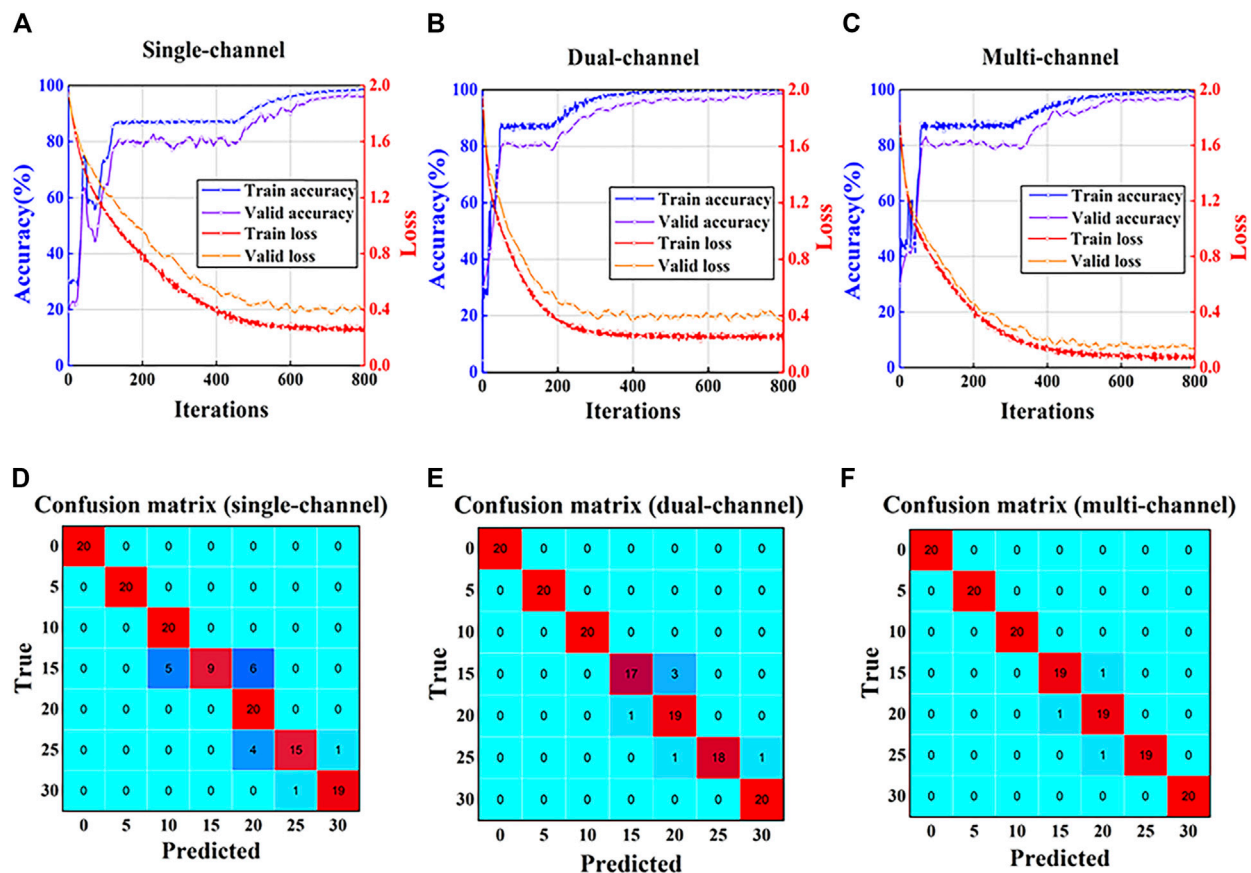 A
Single-channel
100
80
60
40
20
0
2.0
1.6
1.2
0.8
0.4
0.0
Accuracy(%)
Loss
Train accuracy
Valid accuracy
Train loss
Valid loss
0 200 400 600 800
Iterations
B
Dual-channel
100
80
60
40
20
0
2.0
1.6
1.2
0.8
0.4
0.0
Accuracy(%)
Loss
Train accuracy
Valid accuracy
Train loss
Valid loss
0 200 400 600 800
Iterations
C
Multi-channel
100
80
60
40
20
0
2.0
1.6
1.2
0.8
0.4
0.0
Accuracy(%)
Loss
Train accuracy
Valid accuracy
Train loss
Valid loss
0 200 400 600 800
Iterations
D
Confusion matrix (single-channel)
True
0 20 0 0 0 0 0 0
5 0 20 0 0 0 0 0
10 0 0 20 0 0 0 0
15 0 0 5 9 6 0 0
20 0 0 0 0 20 0 0
25 0 0 0 0 4 15 1
30 0 0 0 0 0 1 19
0 5 10 15 20 25 30
Predicted
E
Confusion matrix (dual-channel)
True
0 20 0 0 0 0 0 0
5 0 20 0 0 0 0 0
10 0 0 20 0 0 0 0
15 0 0 0 17 3 0 0
20 0 0 0 1 19 0 0
25 0 0 0 0 1 18 1
30 0 0 0 0 0 0 20
0 5 10 15 20 25 30
Predicted
F
Confusion matrix (multi-channel)
True
0 20 0 0 0 0 0 0
5 0 20 0 0 0 0 0
10 0 0 20 0 0 0 0
15 0 0 0 19 1 0 0
20 0 0 0 1 19 0 0
25 0 0 0 0 1 19 0
30 0 0 0 0 0 0 20
0 5 10 15 20 25 30
Predicted